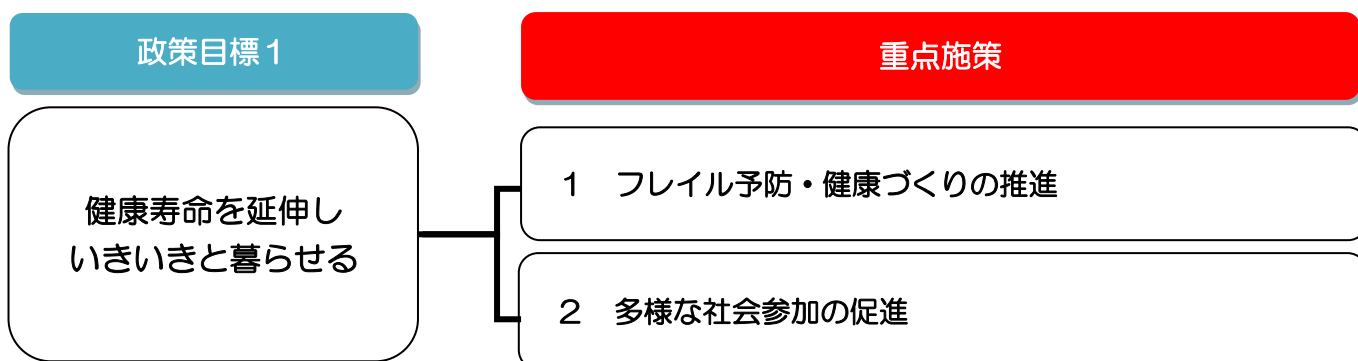 政策目標1
重点施策
健康寿命を延伸し
いきいきと暮らせる
1 フレイル予防・健康づくりの推進
2 多様な社会参加の促進